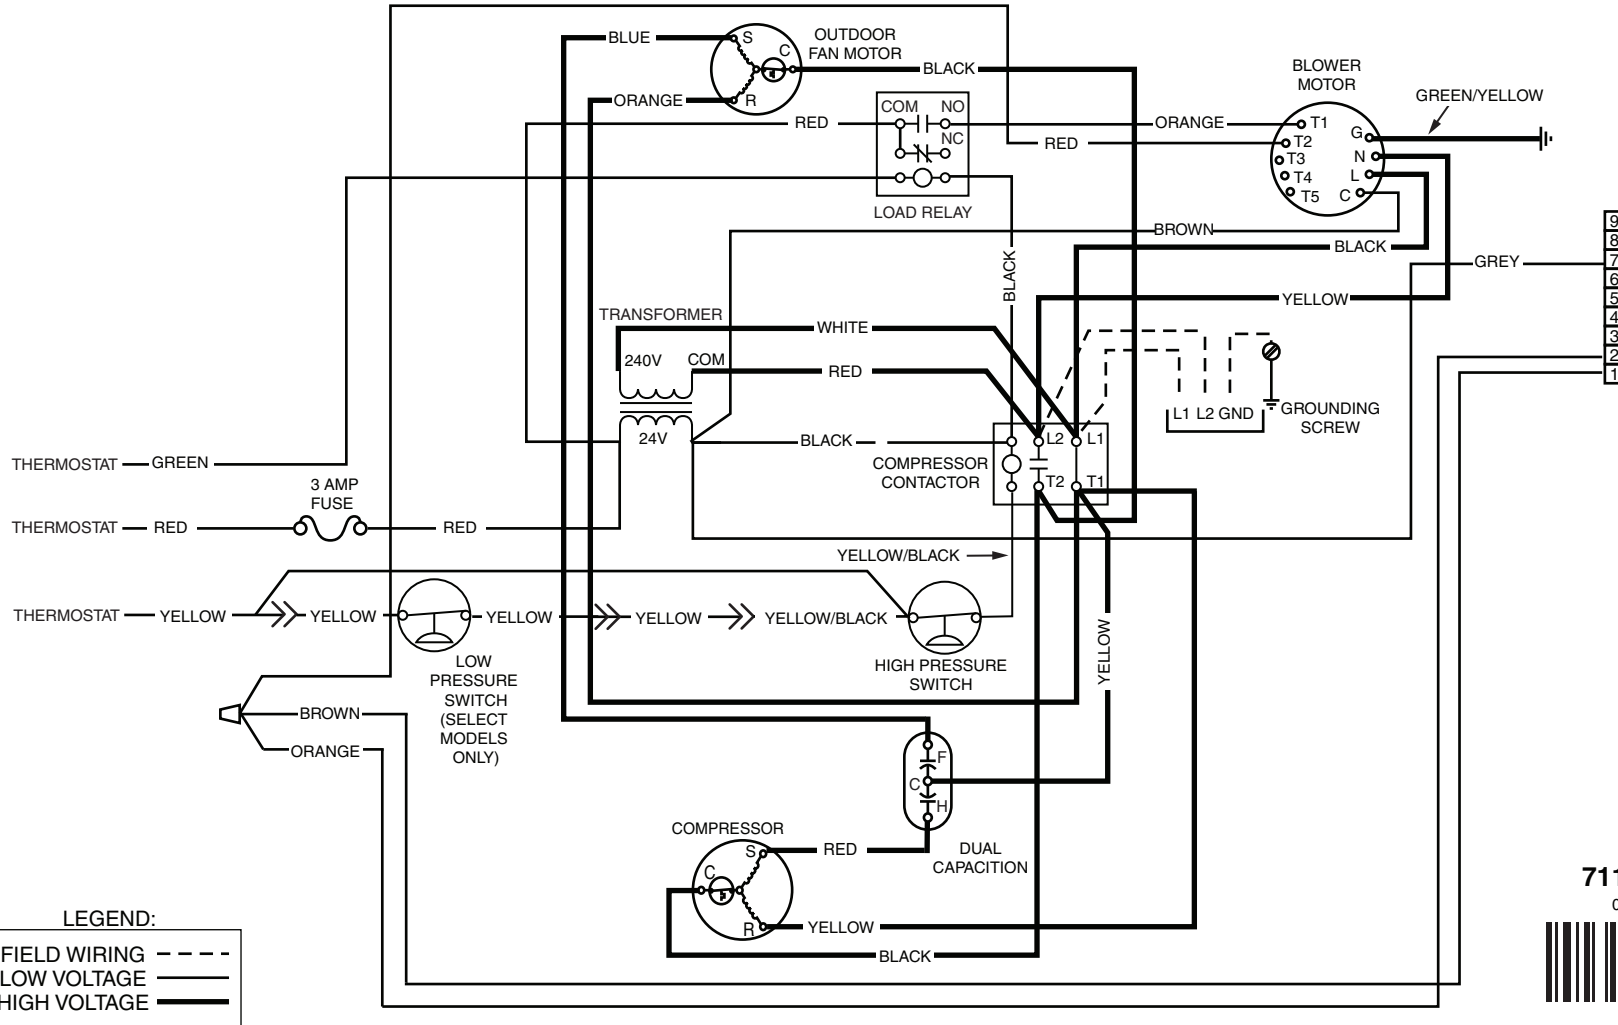 BLUE
S
C
R
OUTDOOR
FAN MOTOR
BLACK
ORANGE
BLOWER
MOTOR
GREEN/YELLOW
COM NO
NC
RED
LOAD RELAY
ORANGE
RED
T1
T2
T3
T4
T5
G
N
L
C
BROWN
BLACK
GREY
YELLOW
BLACK
9
8
7
6
5
4
3
2
1
TRANSFORMER
WHITE
240V
COM
RED
24V
BLACK
L1 L2 GND
GROUNDING
SCREW
L2
L1
T2
T1
COMPRESSOR
CONTACTOR
THERMOSTAT
GREEN
3 AMP
FUSE
THERMOSTAT
RED
RED
YELLOW/BLACK
THERMOSTAT
YELLOW
YELLOW
YELLOW
YELLOW
YELLOW/BLACK
YELLOW
LOW
PRESSURE
SWITCH
(SELECT
MODELS
ONLY)
HIGH PRESSURE
SWITCH
BROWN
ORANGE
F
C
H
DUAL
CAPACITION
COMPRESSOR
S
C
R
RED
YELLOW
BLACK
711
LEGEND:
FIELD WIRING
LOW VOLTAGE
HIGH VOLTAGE